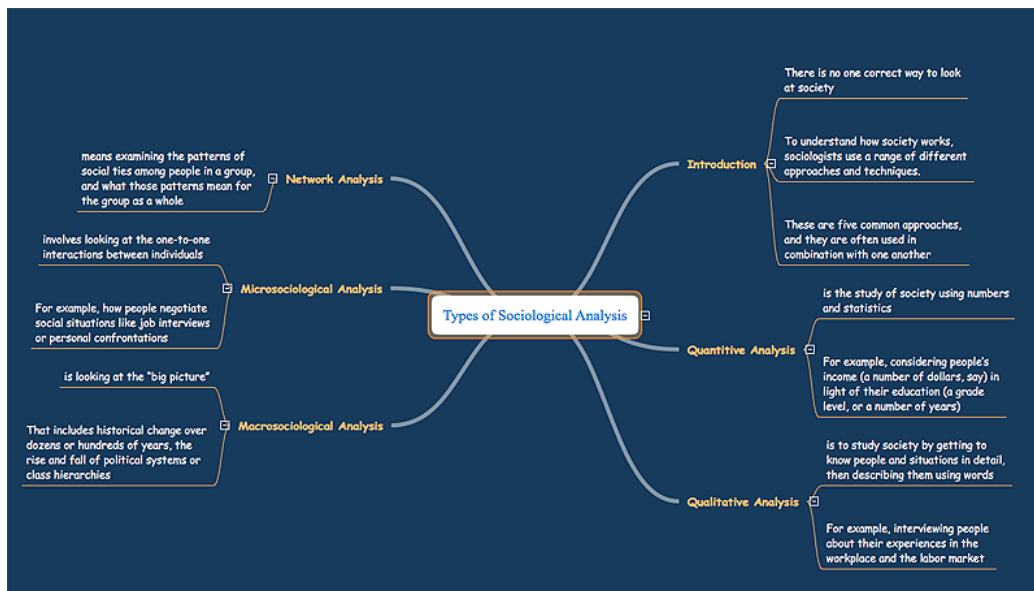 Types of Sociological Analysis
Introduction
There is no one correct way to look
at society
To understand how society works,
sociologists use a range of different
approaches and techniques.
These are five common approaches,
and they are often used in
combination with one another
Quantitive Analysis
is the study of society using numbers
and statistics
For example, considering people's
income (a number of dollars, say) in
light of their education (a grade
level, or a number of years)
Qualitative Analysis
is to study society by getting to
know people and situations in detail,
then describing them using words
For example, interviewing people
about their experiences in the
workplace and the labor market
Network Analysis
means examining the patterns of
social ties among people in a group,
and what those patterns mean for
the group as a whole
Microsociological Analysis
involves looking at the one-to-one
interactions between individuals
For example, how people negotiate
social situations like job interviews
or personal confrontations
Macrosociological Analysis
is looking at the "big picture"
That includes historical change over
dozens or hundreds of years, the
rise and fall of political systems or
class hierarchies